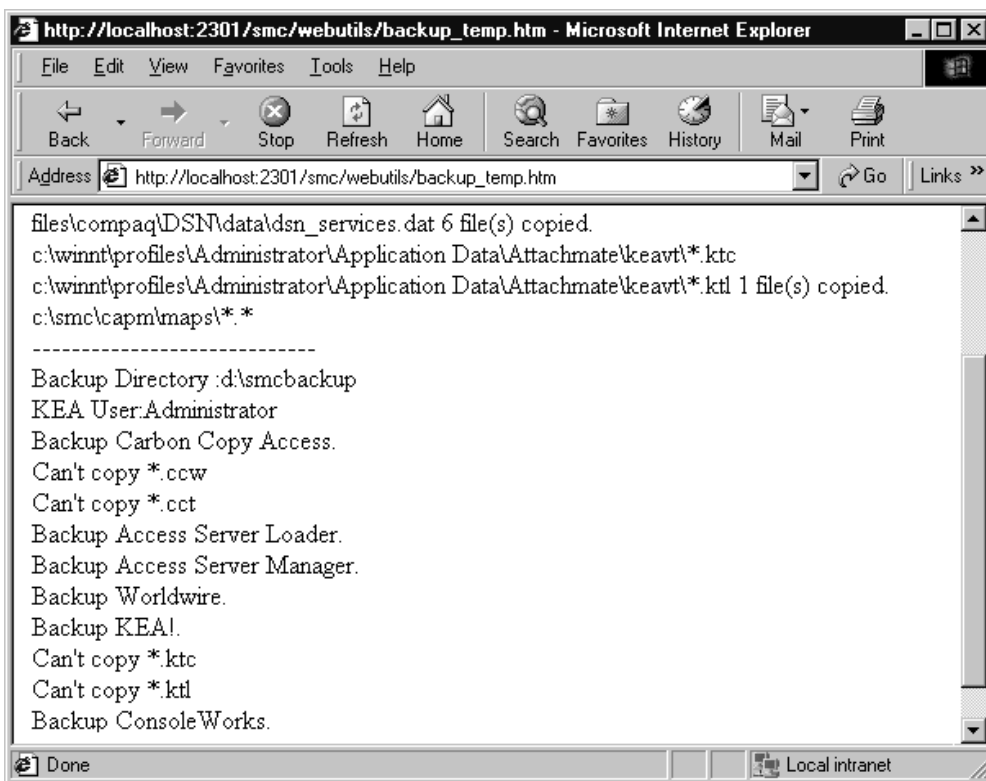 http://localhost:2301/smc/webutils/backup_temp.htm - Microsoft Internet Explorer
File Edit View Favorites Tools Help
Back Forward Stop Refresh Home Search Favorites History Mail Print
Address http://localhost:2301/smc/webutils/backup_temp.htm Go Links »
files\compaq\DSN\data\dsn_services.dat 6 file(s) copied.
c:\winnt\profiles\Administrator\Application Data\Attachmate\keavt\*.ktc
c:\winnt\profiles\Administrator\Application Data\Attachmate\keavt\*.ktl 1 file(s) copied.
c:\smc\capm\maps\*.*
-----------------------------
Backup Directory :d:\smcbackup
KEA User:Administrator
Backup Carbon Copy Access.
Can't copy *.ccw
Can't copy *.cct
Backup Access Server Loader.
Backup Access Server Manager.
Backup Worldwire.
Backup KEA!.
Can't copy *.ktc
Can't copy *.ktl
Backup ConsoleWorks.
Done Local intranet